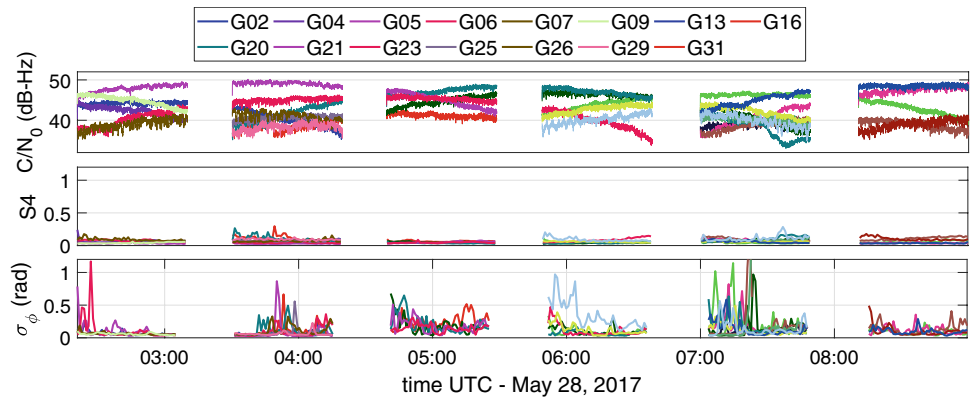 G02 G04 G05 G06 G07 G09 G13 G16
G20 G21 G23 G25 G26 G29 G31
C/N0 (dB-Hz)
50
40
S4
1
0.5
0
σϕ (rad)
1
0.5
0
03:00 04:00 05:00 06:00 07:00 08:00
time UTC - May 28, 2017